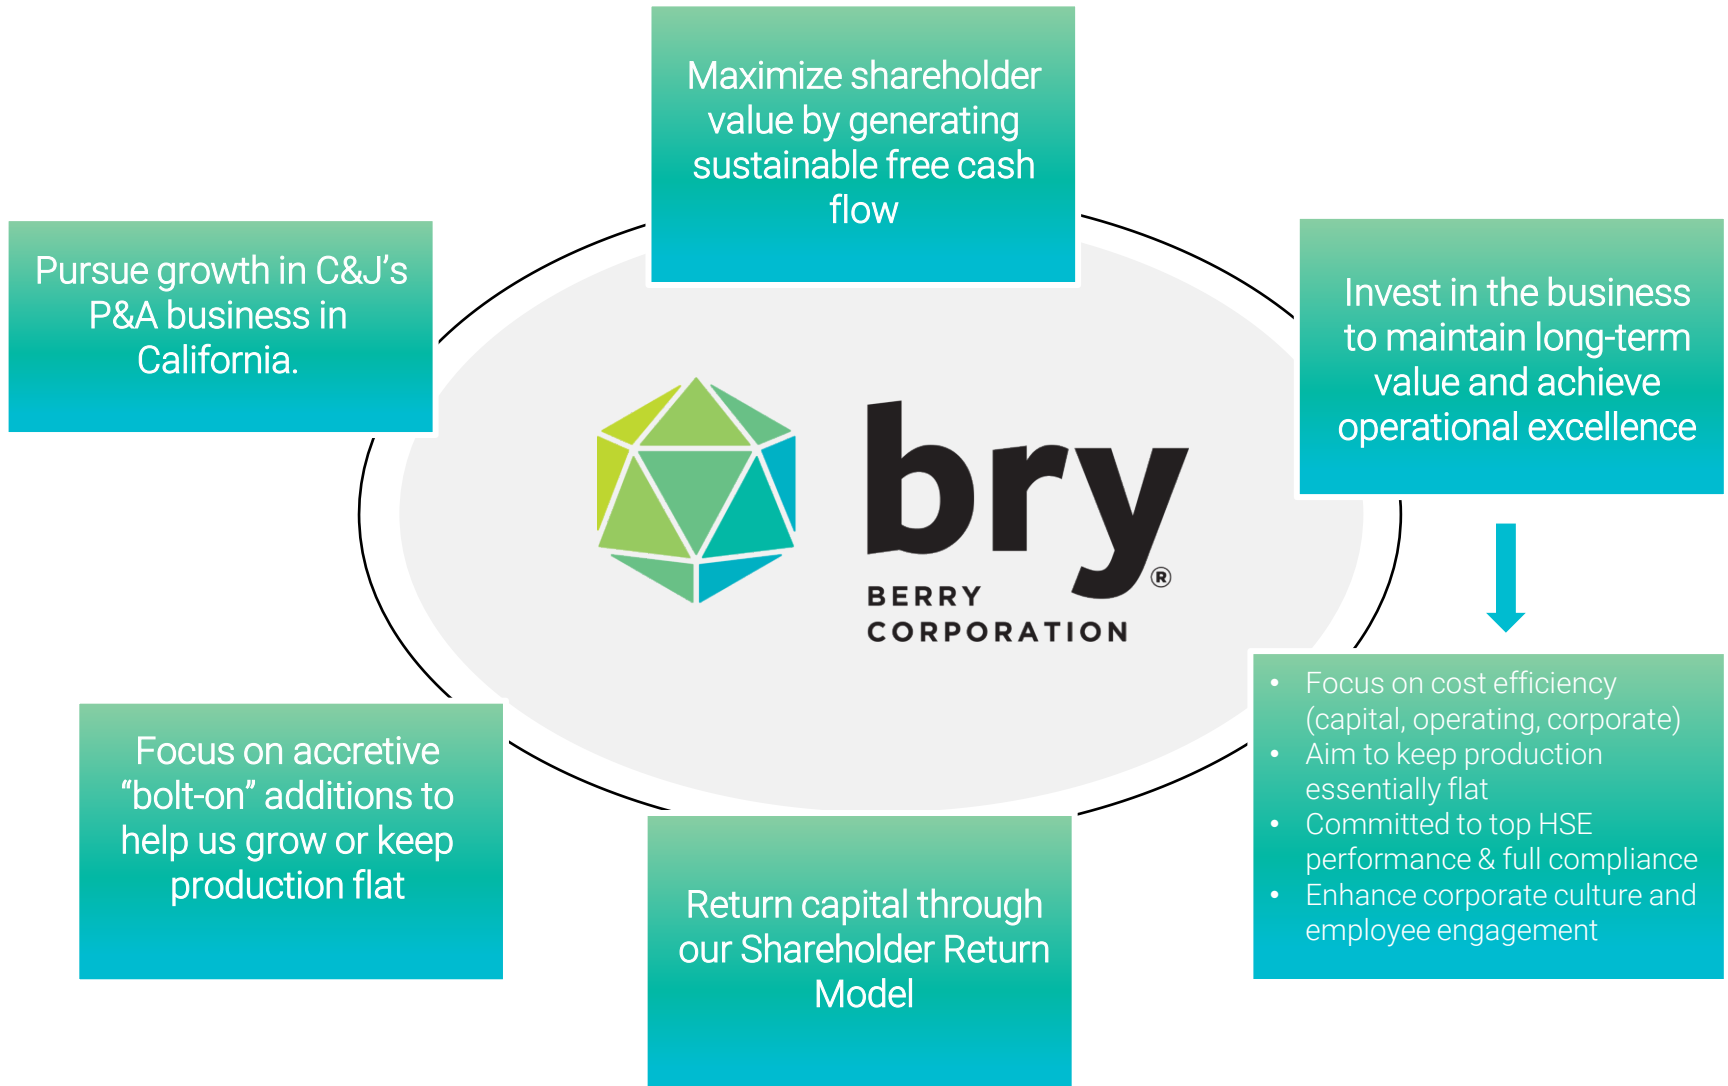 Maximize shareholder
value by generating
sustainable free cash
flow
Pursue growth in C&J’s
P&A business in
California.
Invest in the business
to maintain long-term
value and achieve
operational excellence
bry®
BERRY
CORPORATION
• Focus on cost efficiency
(capital, operating, corporate)
• Aim to keep production
essentially flat
• Committed to top HSE
performance & full compliance
• Enhance corporate culture and
employee engagement
Focus on accretive
“bolt-on” additions to
help us grow or keep
production flat
Return capital through
our Shareholder Return
Model